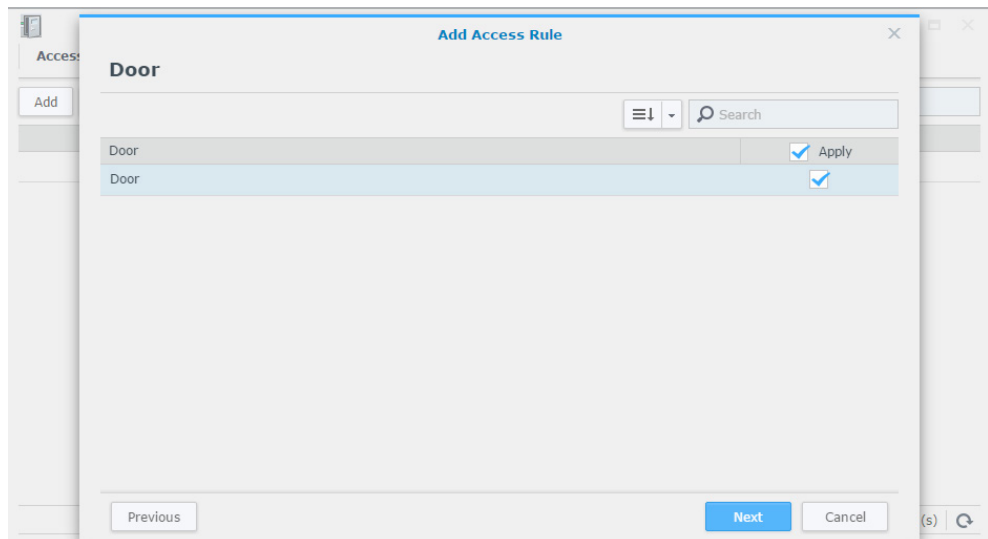 Add Access Rule
Access
Door
Add
Search
Door Apply
Door
Previous Next Cancel
(s)